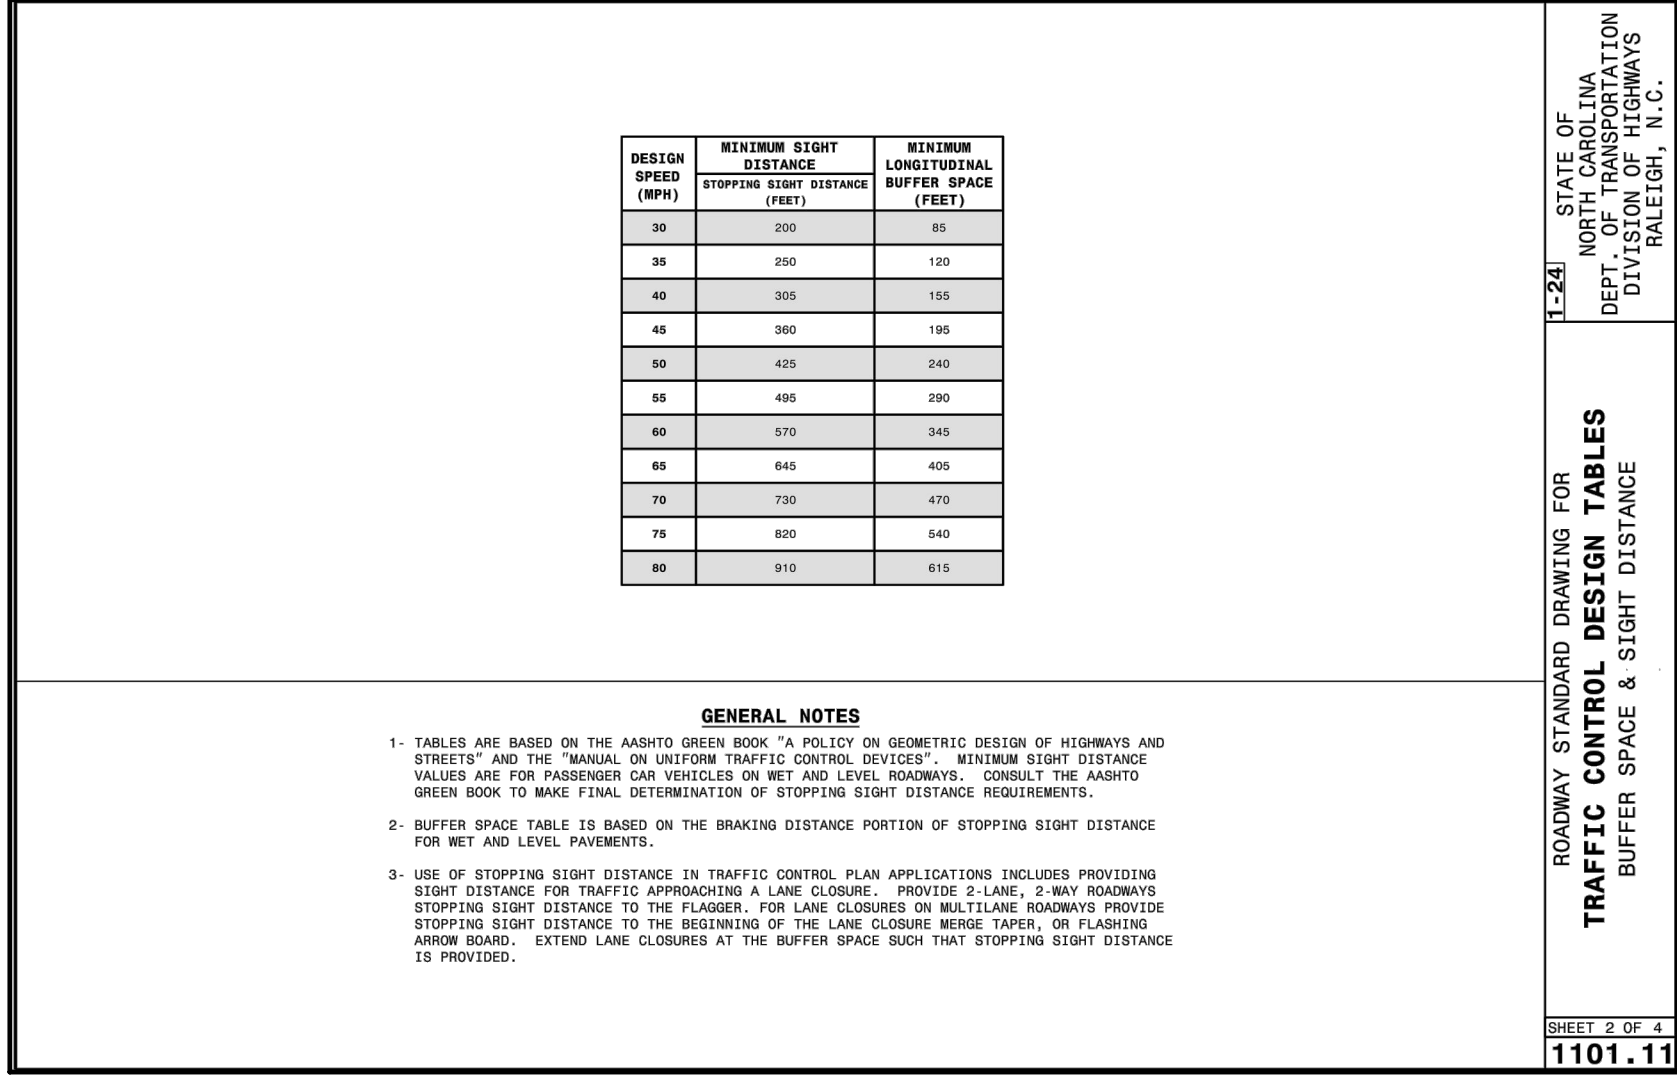 DESIGN
SPEED
(MPH)
MINIMUM SIGHT
DISTANCE
STOPPING SIGHT DISTANCE
(FEET)
MINIMUM
LONGITUDINAL
BUFFER SPACE
(FEET)
30 200 85
35 250 120
40 305 155
45 360 195
50 425 240
55 495 290
60 570 345
65 645 405
70 730 470
75 820 540
80 910 615
GENERAL NOTES
1- TABLES ARE BASED ON THE AASHTO GREEN BOOK "A POLICY ON GEOMETRIC DESIGN OF HIGHWAYS AND
STREETS" AND THE "MANUAL ON UNIFORM TRAFFIC CONTROL DEVICES". MINIMUM SIGHT DISTANCE
VALUES ARE FOR PASSENGER CAR VEHICLES ON WET AND LEVEL ROADWAYS. CONSULT THE AASHTO
GREEN BOOK TO MAKE FINAL DETERMINATION OF STOPPING SIGHT DISTANCE REQUIREMENTS.
2- BUFFER SPACE TABLE IS BASED ON THE BRAKING DISTANCE PORTION OF STOPPING SIGHT DISTANCE
FOR WET AND LEVEL PAVEMENTS.
3- USE OF STOPPING SIGHT DISTANCE IN TRAFFIC CONTROL PLAN APPLICATIONS INCLUDES PROVIDING
SIGHT DISTANCE FOR TRAFFIC APPROACHING A LANE CLOSURE. PROVIDE 2-LANE, 2-WAY ROADWAYS
STOPPING SIGHT DISTANCE TO THE FLAGGER. FOR LANE CLOSURES ON MULTILANE ROADWAYS PROVIDE
STOPPING SIGHT DISTANCE TO THE BEGINNING OF THE LANE CLOSURE MERGE TAPER, OR FLASHING
ARROW BOARD. EXTEND LANE CLOSURES AT THE BUFFER SPACE SUCH THAT STOPPING SIGHT DISTANCE
IS PROVIDED.
1-24
STATE OF
NORTH CAROLINA
DEPT. OF TRANSPORTATION
DIVISION OF HIGHWAYS
RALEIGH, N.C.
ROADWAY STANDARD DRAWING FOR
TRAFFIC CONTROL DESIGN TABLES
BUFFER SPACE & SIGHT DISTANCE
SHEET 2 OF 4
1101.11